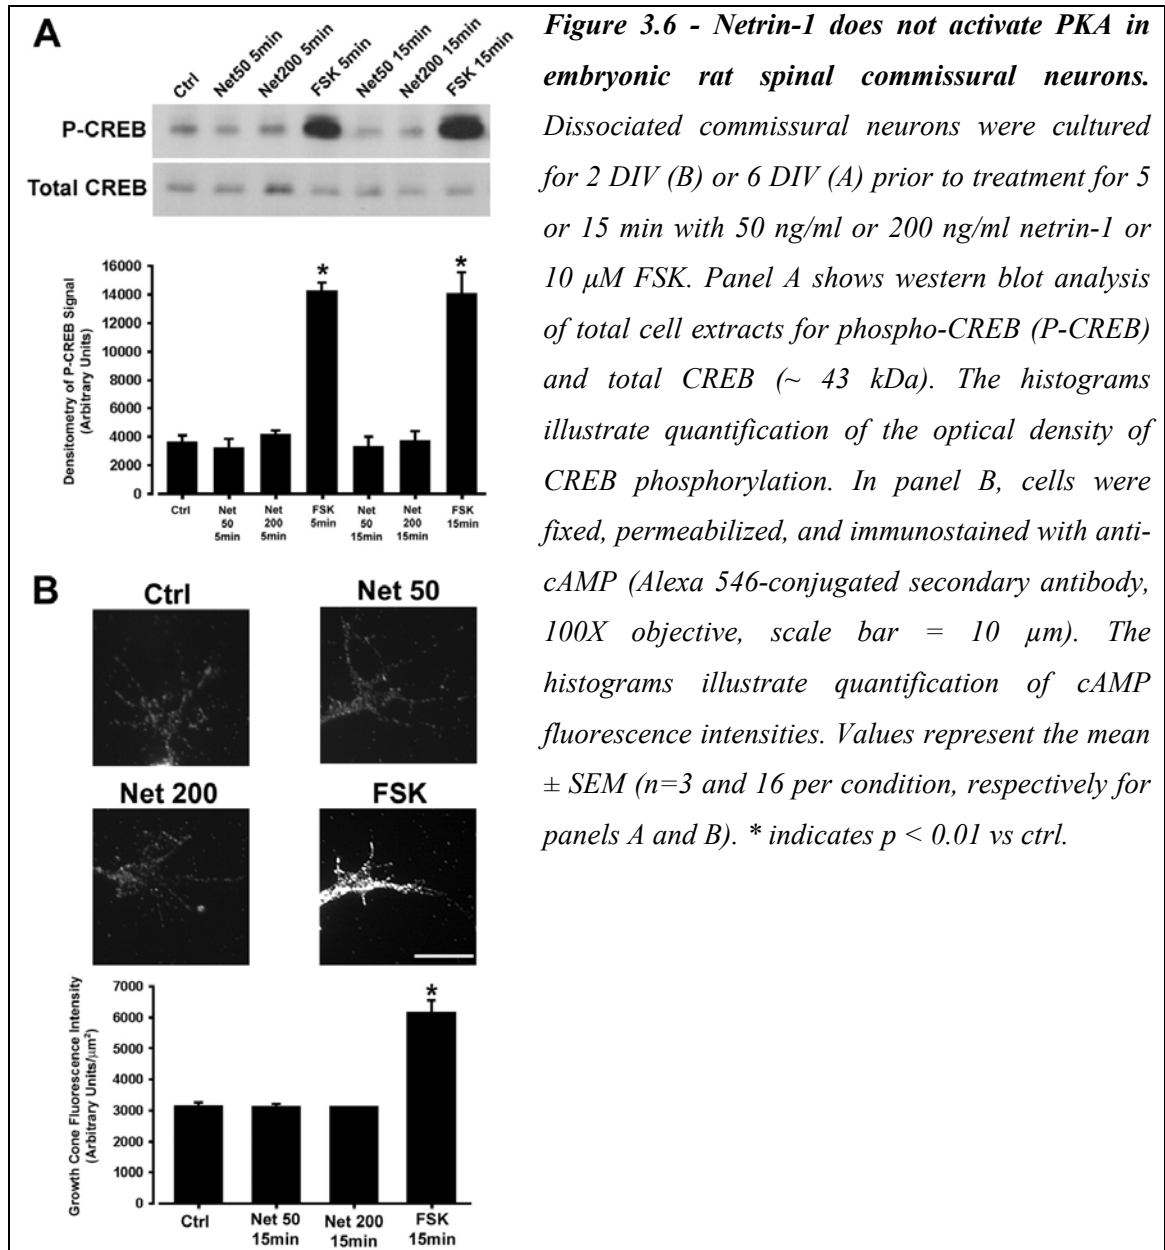 A
Ctrl
Net50 5min
Net200 5min
FSK 5min
Net50 15min
Net200 15min
FSK 15min
P-CREB
Total CREB
Densitometry of P-CREB Signal
(Arbitrary Units)
16000
14000
12000
10000
8000
6000
4000
2000
0
*
*
Ctrl
Net
50
5min
Net
200
5min
FSK
5min
Net
50
15min
Net
200
15min
FSK
15min
B
Ctrl
Net 50
Net 200
FSK
Growth Cone Fluorescence Intensity
(Arbitrary Units/μm²)
7000
6000
5000
4000
3000
2000
1000
0
*
Ctrl
Net 50
15min
Net 200
15min
FSK
15min
Figure 3.6 - Netrin-1 does not activate PKA in
embryonic rat spinal commissural neurons.
Dissociated commissural neurons were cultured
for 2 DIV (B) or 6 DIV (A) prior to treatment for 5
or 15 min with 50 ng/ml or 200 ng/ml netrin-1 or
10 μM FSK. Panel A shows western blot analysis
of total cell extracts for phospho-CREB (P-CREB)
and total CREB (~ 43 kDa). The histograms
illustrate quantification of the optical density of
CREB phosphorylation. In panel B, cells were
fixed, permeabilized, and immunostained with anti-
cAMP (Alexa 546-conjugated secondary antibody,
100X objective, scale bar = 10 μm). The
histograms illustrate quantification of cAMP
fluorescence intensities. Values represent the mean
± SEM (n=3 and 16 per condition, respectively for
panels A and B). * indicates p < 0.01 vs ctrl.